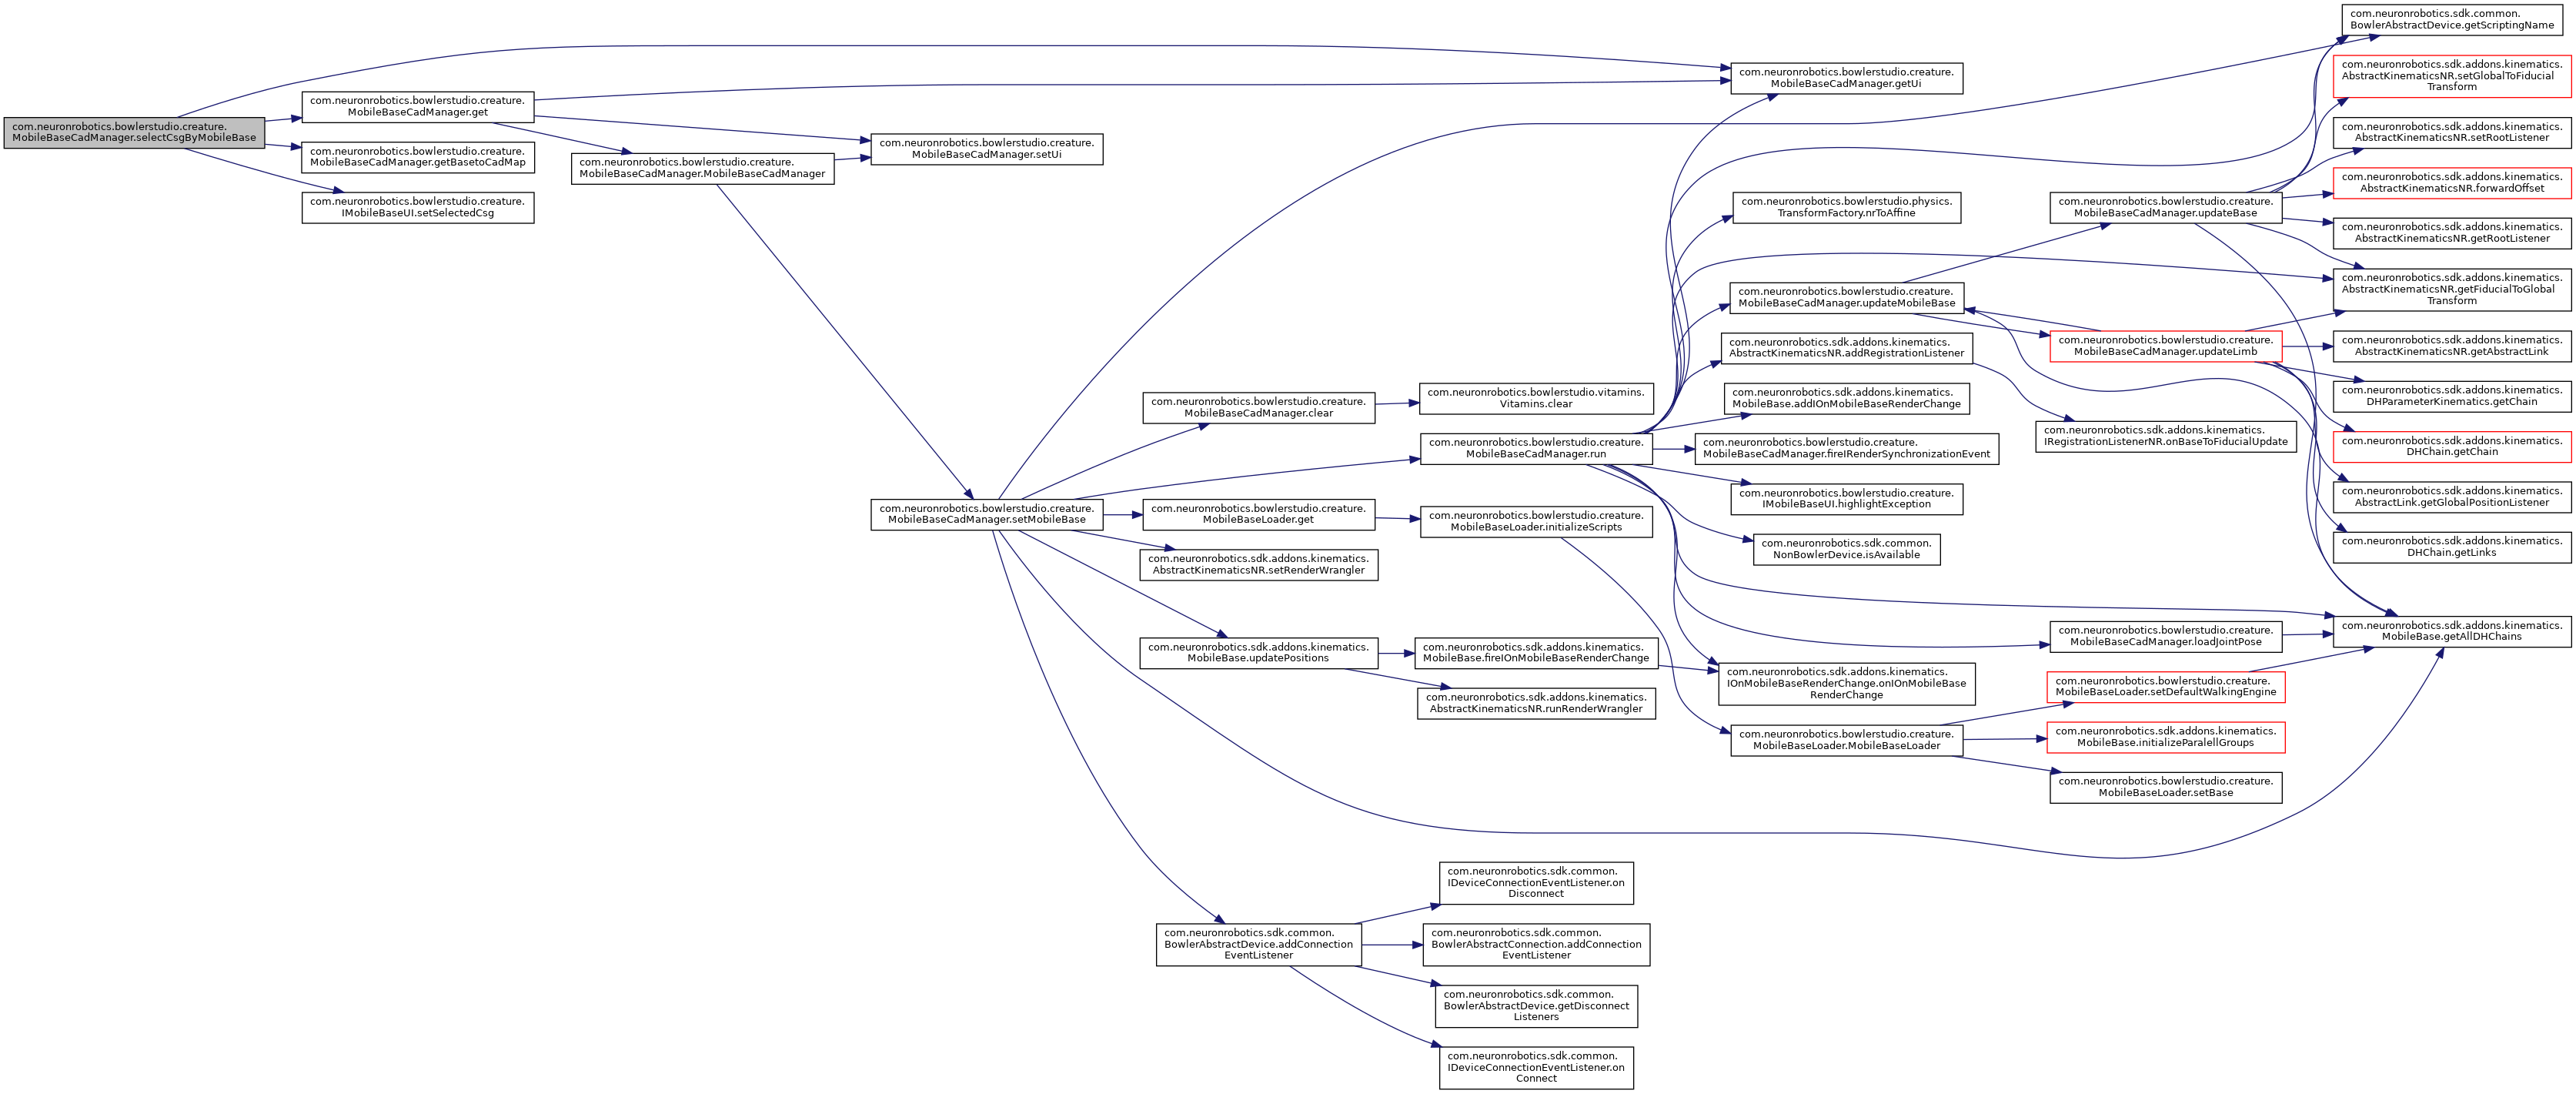 com.neuronrobotics.bowlerstudio.creature.
MobileBaseCadManager.selectCsgByMobileBase
com.neuronrobotics.bowlerstudio.creature.
MobileBaseCadManager.get
com.neuronrobotics.bowlerstudio.creature.
MobileBaseCadManager.getBasetoCadMap
com.neuronrobotics.bowlerstudio.creature.
IMobileBaseUI.setSelectedCsg
com.neuronrobotics.bowlerstudio.creature.
MobileBaseCadManager.MobileBaseCadManager
com.neuronrobotics.bowlerstudio.creature.
MobileBaseCadManager.setUi
com.neuronrobotics.bowlerstudio.creature.
MobileBaseCadManager.setMobileBase
com.neuronrobotics.bowlerstudio.creature.
MobileBaseCadManager.clear
com.neuronrobotics.bowlerstudio.creature.
MobileBaseLoader.get
com.neuronrobotics.sdk.addons.kinematics.
AbstractKinematicsNR.setRenderWrangler
com.neuronrobotics.sdk.addons.kinematics.
MobileBase.updatePositions
com.neuronrobotics.sdk.common.
BowlerAbstractDevice.addConnection
EventListener
com.neuronrobotics.bowlerstudio.vitamins.
Vitamins.clear
com.neuronrobotics.bowlerstudio.creature.
MobileBaseCadManager.run
com.neuronrobotics.bowlerstudio.creature.
MobileBaseLoader.initializeScripts
com.neuronrobotics.sdk.addons.kinematics.
MobileBase.fireIOnMobileBaseRenderChange
com.neuronrobotics.sdk.addons.kinematics.
AbstractKinematicsNR.runRenderWrangler
com.neuronrobotics.sdk.common.
IDeviceConnectionEventListener.on
Disconnect
com.neuronrobotics.sdk.common.
BowlerAbstractConnection.addConnection
EventListener
com.neuronrobotics.sdk.common.
BowlerAbstractDevice.getDisconnect
Listeners
com.neuronrobotics.sdk.common.
IDeviceConnectionEventListener.on
Connect
com.neuronrobotics.bowlerstudio.creature.
MobileBaseCadManager.getUi
com.neuronrobotics.bowlerstudio.physics.
TransformFactory.nrToAffine
com.neuronrobotics.bowlerstudio.creature.
MobileBaseCadManager.updateMobileBase
com.neuronrobotics.sdk.addons.kinematics.
AbstractKinematicsNR.addRegistrationListener
com.neuronrobotics.sdk.addons.kinematics.
MobileBase.addIOnMobileBaseRenderChange
com.neuronrobotics.bowlerstudio.creature.
MobileBaseCadManager.fireIRenderSynchronizationEvent
com.neuronrobotics.bowlerstudio.creature.
IMobileBaseUI.highlightException
com.neuronrobotics.sdk.common.
NonBowlerDevice.isAvailable
com.neuronrobotics.sdk.addons.kinematics.
IOnMobileBaseRenderChange.onIOnMobileBase
RenderChange
com.neuronrobotics.bowlerstudio.creature.
MobileBaseLoader.MobileBaseLoader
com.neuronrobotics.bowlerstudio.creature.
MobileBaseCadManager.updateBase
com.neuronrobotics.bowlerstudio.creature.
MobileBaseCadManager.updateLimb
com.neuronrobotics.sdk.addons.kinematics.
IRegistrationListenerNR.onBaseToFiducialUpdate
com.neuronrobotics.bowlerstudio.creature.
MobileBaseCadManager.loadJointPose
com.neuronrobotics.bowlerstudio.creature.
MobileBaseLoader.setDefaultWalkingEngine
com.neuronrobotics.sdk.addons.kinematics.
MobileBase.initializeParalellGroups
com.neuronrobotics.bowlerstudio.creature.
MobileBaseLoader.setBase
com.neuronrobotics.sdk.common.
BowlerAbstractDevice.getScriptingName
com.neuronrobotics.sdk.addons.kinematics.
AbstractKinematicsNR.setGlobalToFiducial
Transform
com.neuronrobotics.sdk.addons.kinematics.
AbstractKinematicsNR.setRootListener
com.neuronrobotics.sdk.addons.kinematics.
AbstractKinematicsNR.forwardOffset
com.neuronrobotics.sdk.addons.kinematics.
AbstractKinematicsNR.getRootListener
com.neuronrobotics.sdk.addons.kinematics.
AbstractKinematicsNR.getFiducialToGlobal
Transform
com.neuronrobotics.sdk.addons.kinematics.
AbstractKinematicsNR.getAbstractLink
com.neuronrobotics.sdk.addons.kinematics.
DHParameterKinematics.getChain
com.neuronrobotics.sdk.addons.kinematics.
DHChain.getChain
com.neuronrobotics.sdk.addons.kinematics.
AbstractLink.getGlobalPositionListener
com.neuronrobotics.sdk.addons.kinematics.
DHChain.getLinks
com.neuronrobotics.sdk.addons.kinematics.
MobileBase.getAllDHChains